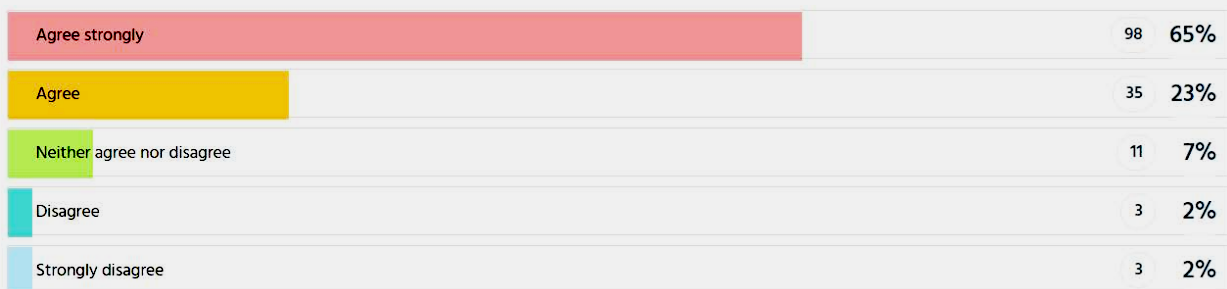 Agree strongly 98 65%
Agree 35 23%
Neither agree nor disagree 11 7%
Disagree 3 2%
Strongly disagree 3 2%